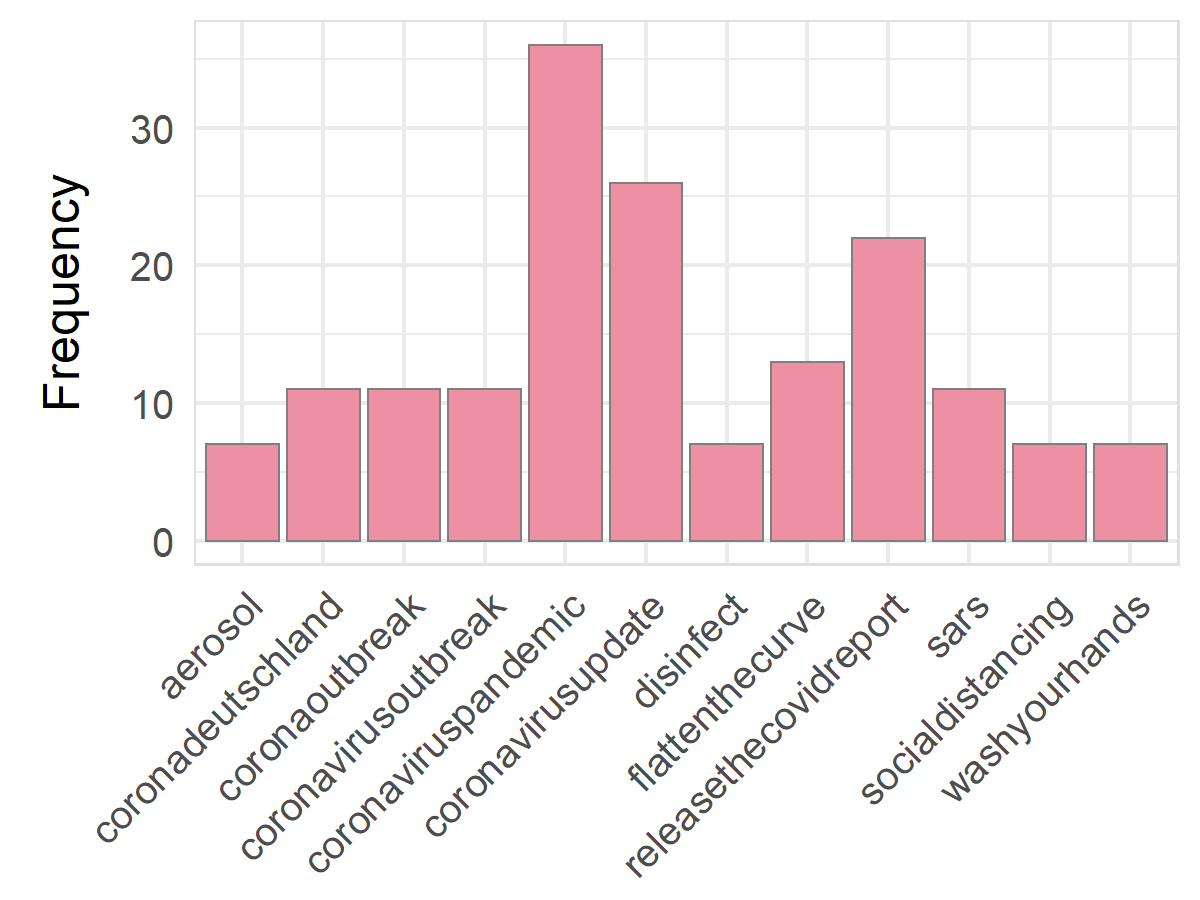 Frequency
30
20
10
0
aerosol
coronadeutschland
coronaoutbreak
coronavirusoutbreak
coronaviruspandemic
coronavirusupdate
disinfect
flattenthecurve
releasethecovidreport
sars
socialdistancing
washyourhands